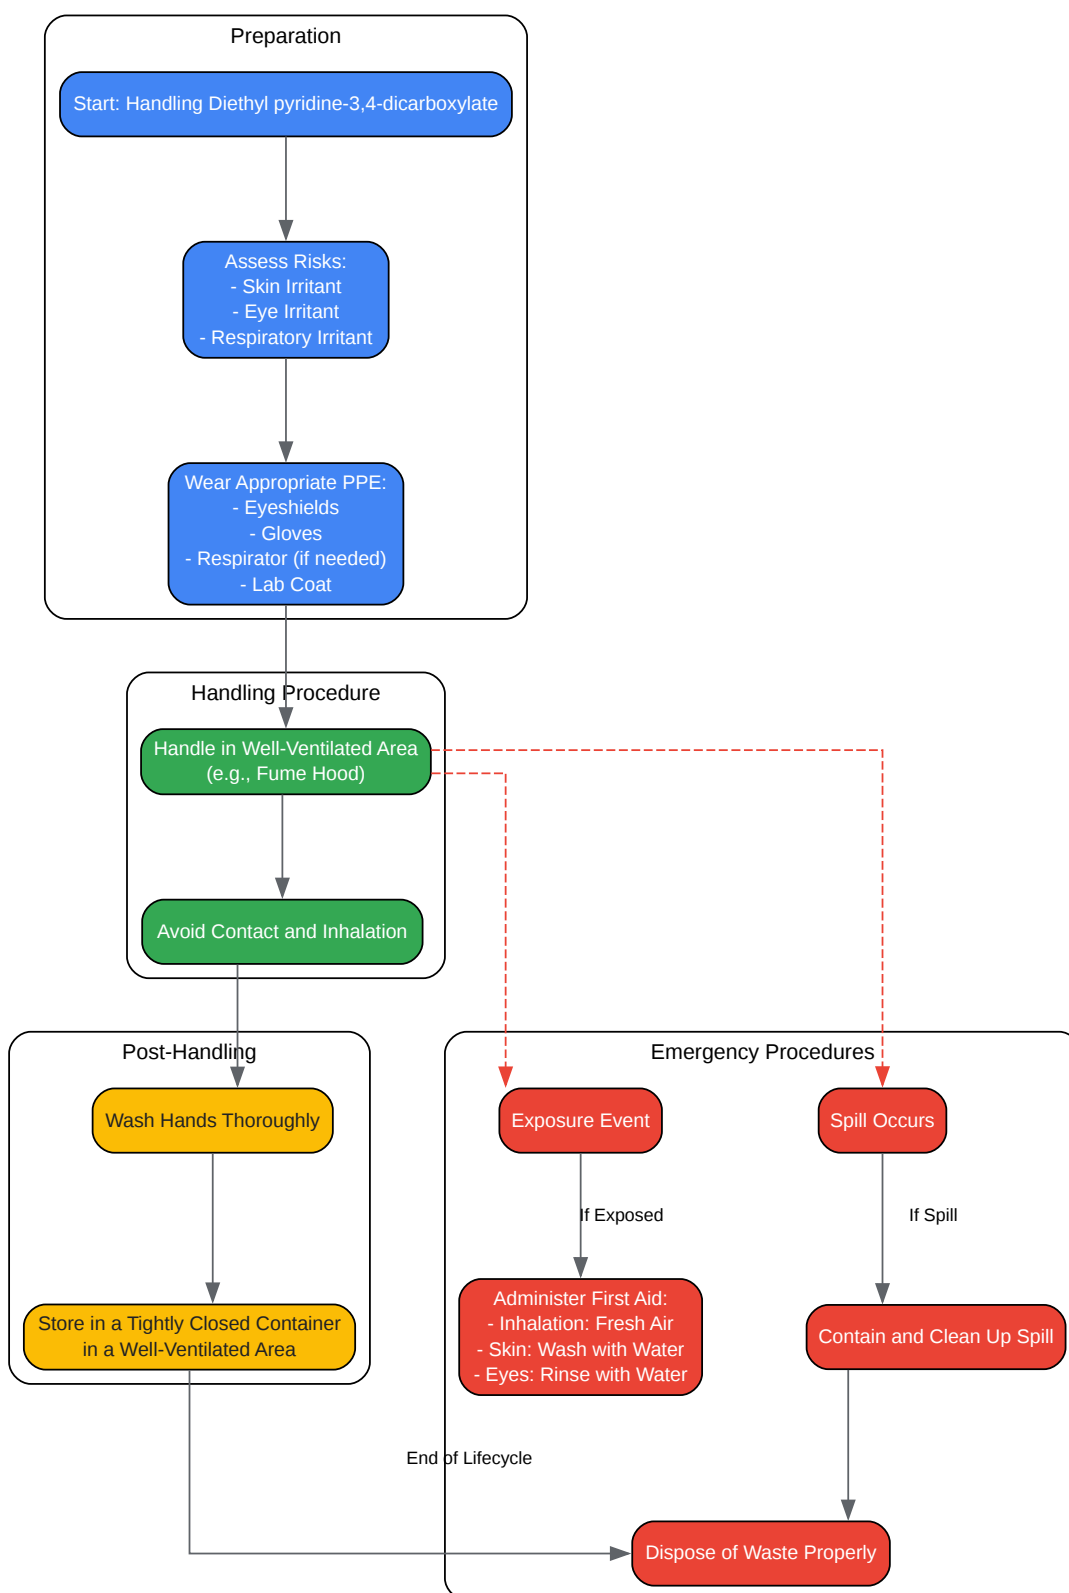 Preparation
Start: Handling Diethyl pyridine-3,4-dicarboxylate
Assess Risks:
- Skin Irritant
- Eye Irritant
- Respiratory Irritant
Wear Appropriate PPE:
- Eyeshields
- Gloves
- Respirator (if needed)
- Lab Coat
Handling Procedure
Handle in Well-Ventilated Area
(e.g., Fume Hood)
Avoid Contact and Inhalation
Post-Handling
Wash Hands Thoroughly
Store in a Tightly Closed Container
in a Well-Ventilated Area
Emergency Procedures
Exposure Event
Spill Occurs
If Exposed
If Spill
Administer First Aid:
- Inhalation: Fresh Air
- Skin: Wash with Water
- Eyes: Rinse with Water
Contain and Clean Up Spill
End of Lifecycle
Dispose of Waste Properly